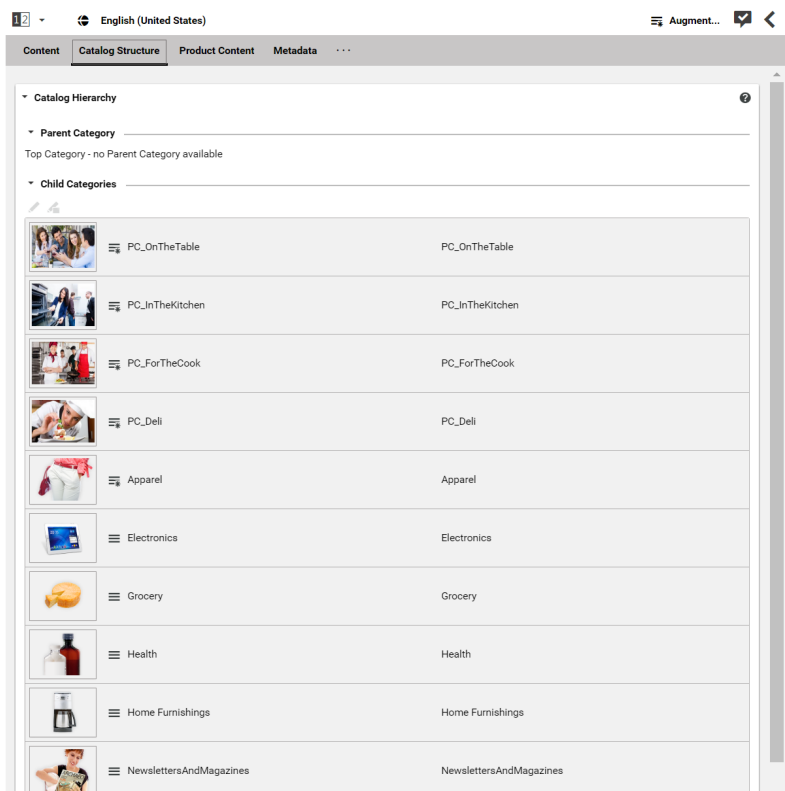 12
English (United States)
Augment...
Content Catalog Structure Product Content Metadata ...
Catalog Hierarchy
Parent Category
Top Category - no Parent Category available
Child Categories
PC_OnTheTable PC_OnTheTable
PC_InTheKitchen PC_InTheKitchen
PC_ForTheCook PC_ForTheCook
PC_Deli PC_Deli
Apparel Apparel
Electronics Electronics
Grocery Grocery
Health Health
Home Furnishings Home Furnishings
NewslettersAndMagazines NewslettersAndMagazines